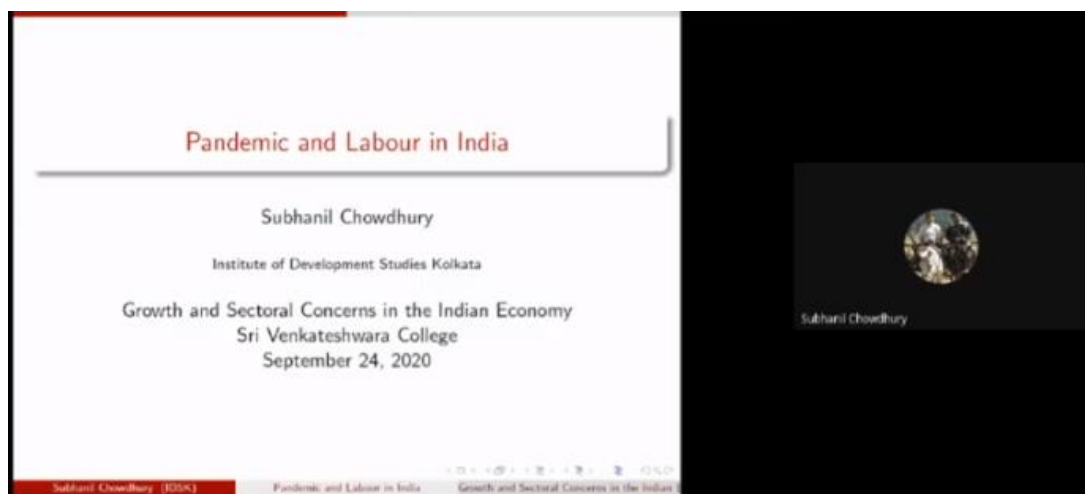 Pandemic and Labour in India
Subhanil Chowdhury
Institute of Development Studies Kolkata
Growth and Sectoral Concerns in the Indian Economy
Sri Venkateshwara College
September 24, 2020
Subhanil Chowdhury
Subhanil Chowdhury (IDSK) Pandemic and Labour in India Growth and Sectoral Concerns in the Indian